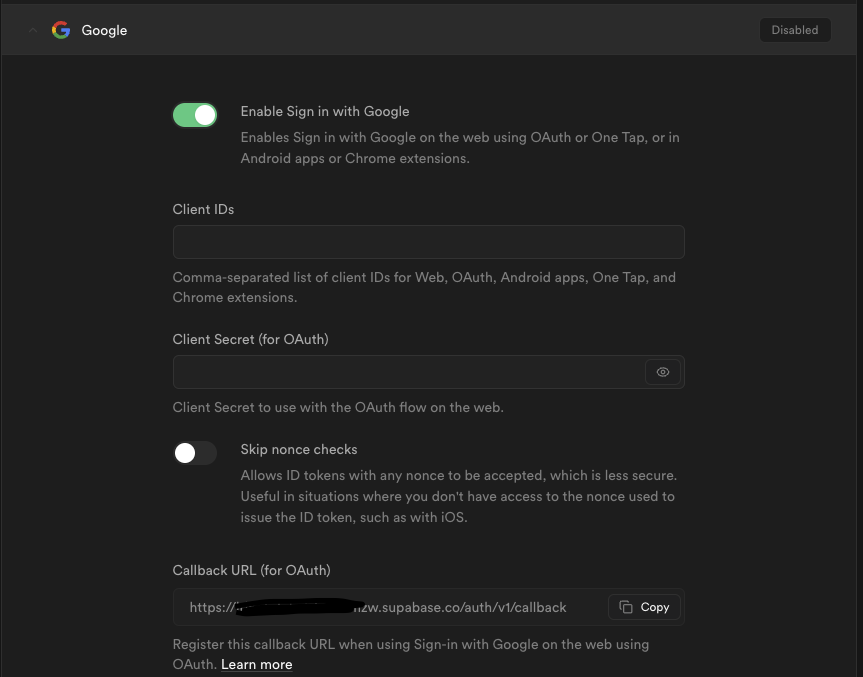 Google
Disabled
Enable Sign in with Google
Enables Sign in with Google on the web using OAuth or One Tap, or in
Android apps or Chrome extensions.
Client IDs
Comma-separated list of client IDs for Web, OAuth, Android apps, One Tap, and
Chrome extensions.
Client Secret (for OAuth)
Client Secret to use with the OAuth flow on the web.
Skip nonce checks
Allows ID tokens with any nonce to be accepted, which is less secure.
Useful in situations where you don't have access to the nonce used to
issue the ID token, such as with iOS.
Callback URL (for OAuth)
https:// zw.supabase.co/auth/v1/callback
Copy
Register this callback URL when using Sign-in with Google on the web using
OAuth. Learn more